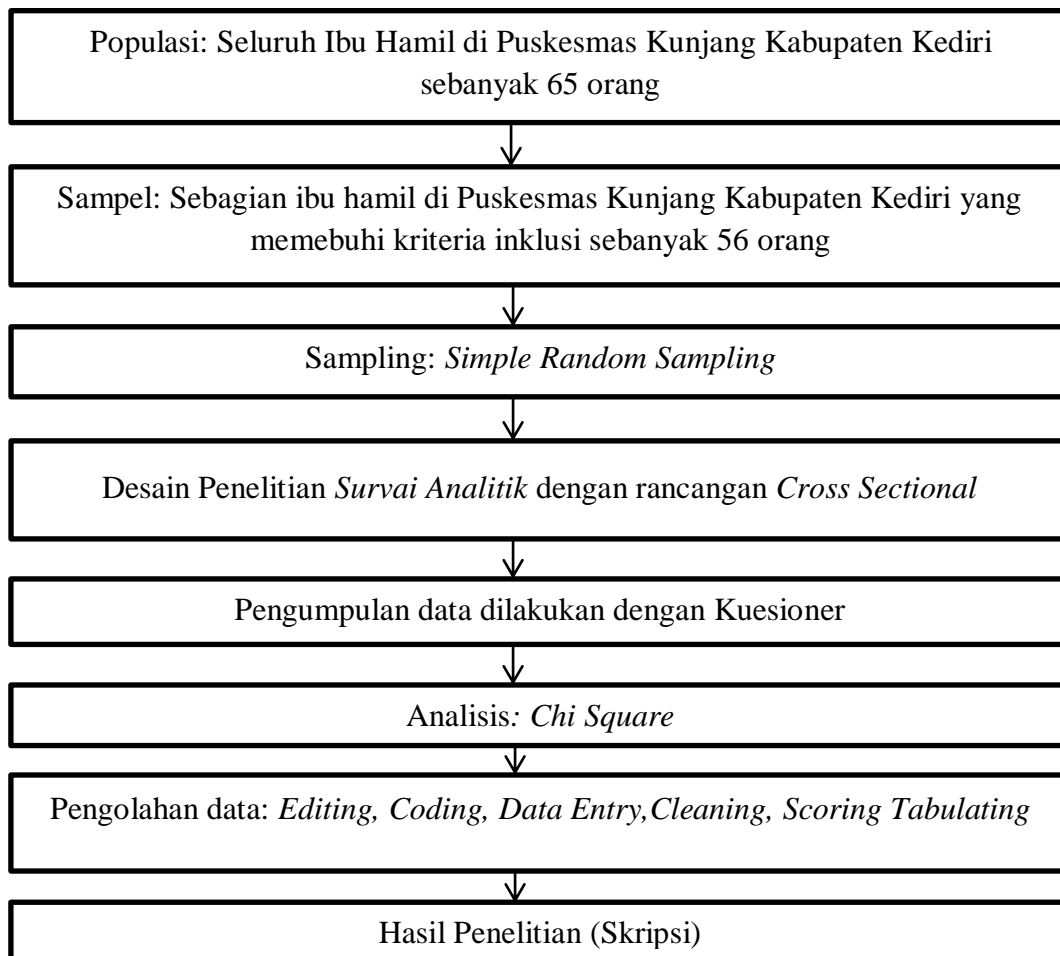 Populasi: Seluruh Ibu Hamil di Puskesmas Kunjang Kabupaten Kediri
sebanyak 65 orang
Sampel: Sebagian ibu hamil di Puskesmas Kunjang Kabupaten Kediri yang
memebuhi kriteria inklusi sebanyak 56 orang
Sampling: Simple Random Sampling
Desain Penelitian Survai Analitik dengan rancangan Cross Sectional
Pengumpulan data dilakukan dengan Kuesioner
Analisis: Chi Square
Pengolahan data: Editing, Coding, Data Entry,Cleaning, Scoring Tabulating
Hasil Penelitian (Skripsi)